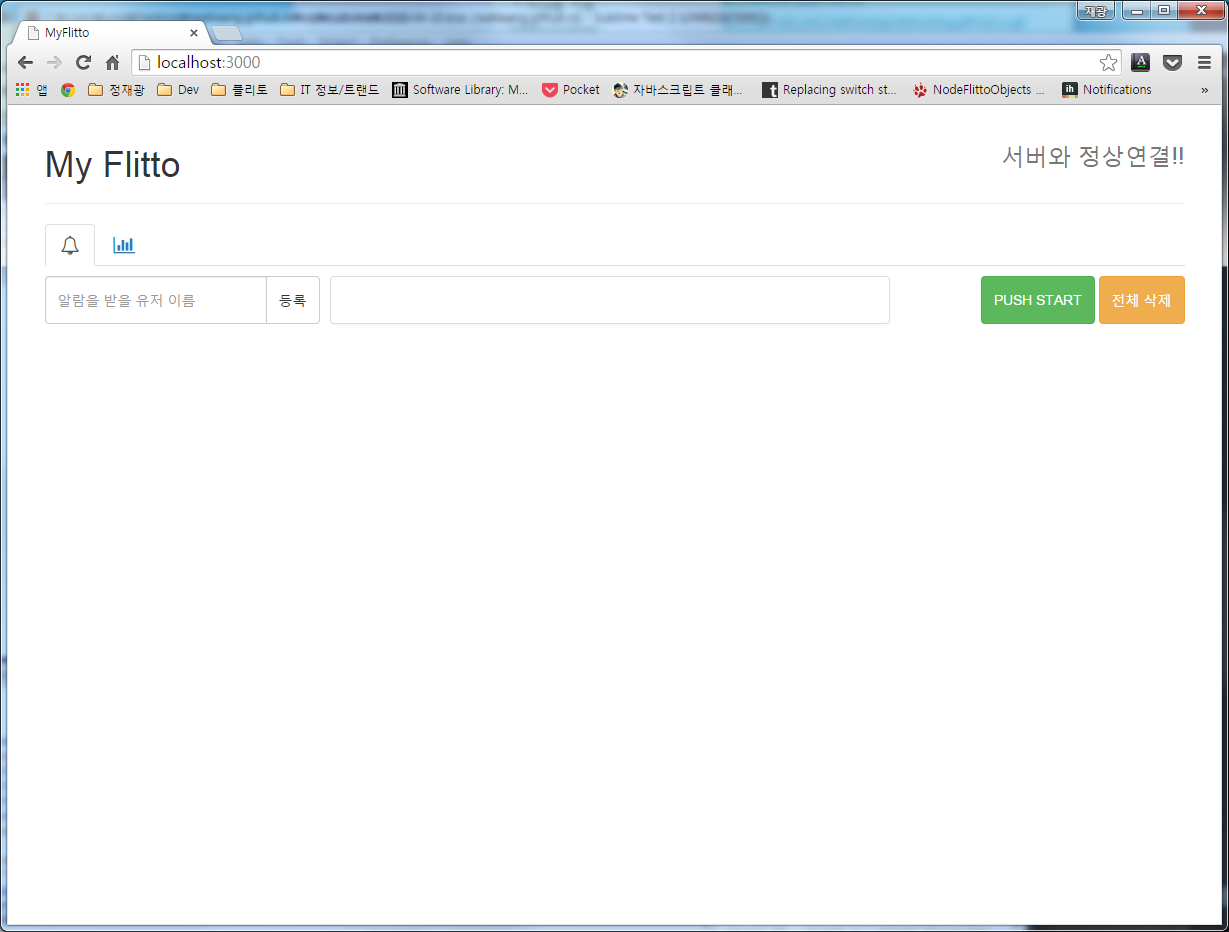 재광
MyFlitto
localhost:3000
앱 정재광 Dev 플리토 IT 정보/트랜드 Software Library: M... Pocket 자바스크립트 클래... Replacing switch st... NodeFlittoObjects ... Notifications »
My Flitto
서버와 정상연결!!
알람을 받을 유저 이름 등록 PUSH START 전체 삭제